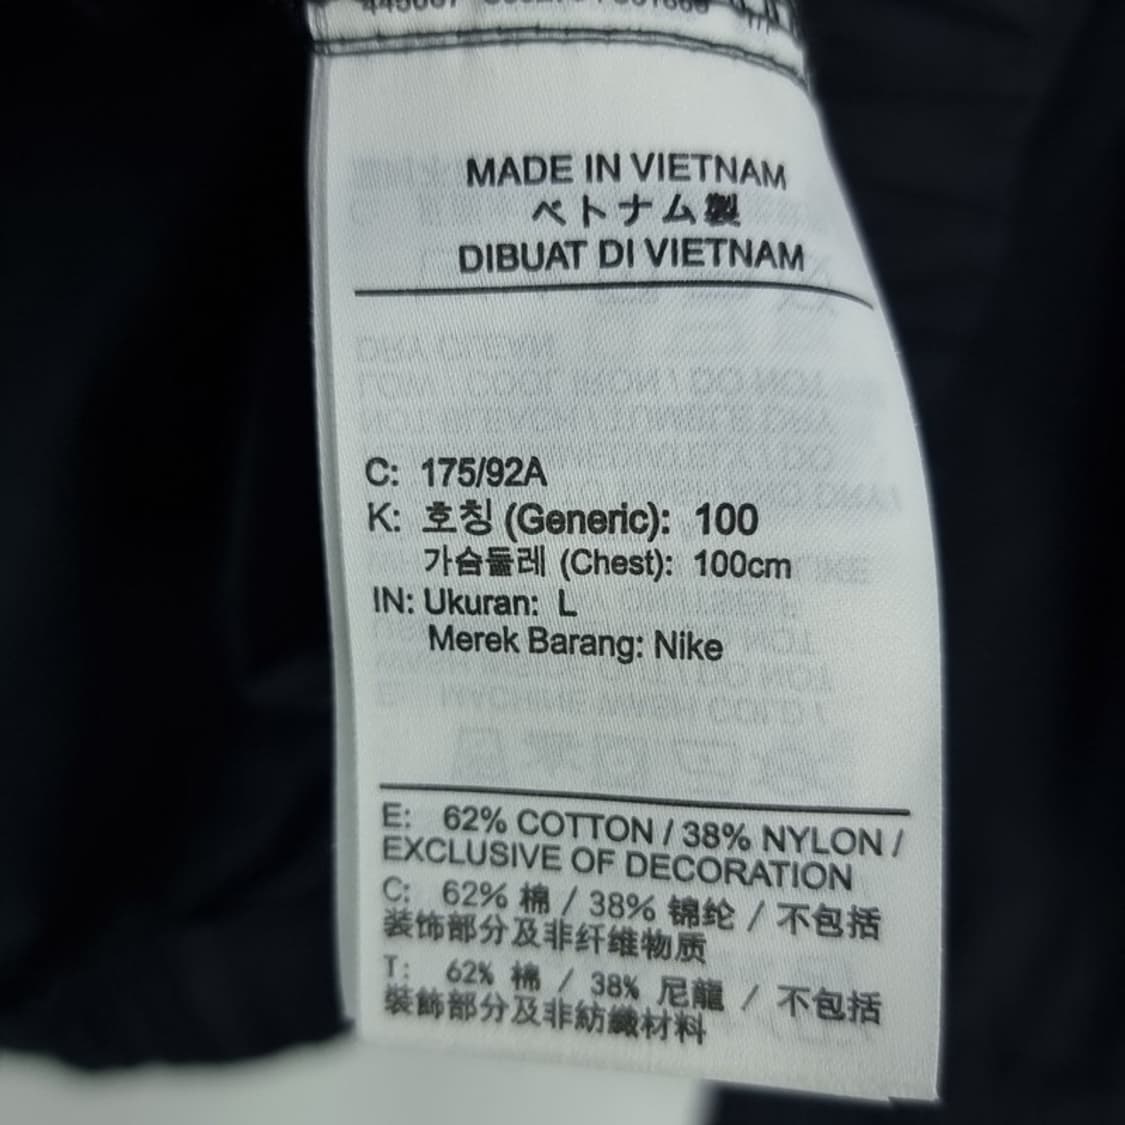 MADE IN VIETNAM
ベトナム製
DIBUAT DI VIETNAM
C: 175/92A
K: 호칭 (Generic): 100
가슴둘레 (Chest): 100cm
IN: Ukuran: L
Merek Barang: Nike
E: 62% COTTON / 38% NYLON /
EXCLUSIVE OF DECORATION
C: 62% 棉 / 38% 锦纶 / 不包括
装饰部分及非纤维物质
T: 62% 棉 / 38% 尼龍 / 不包括
裝飾部分及非紡織材料